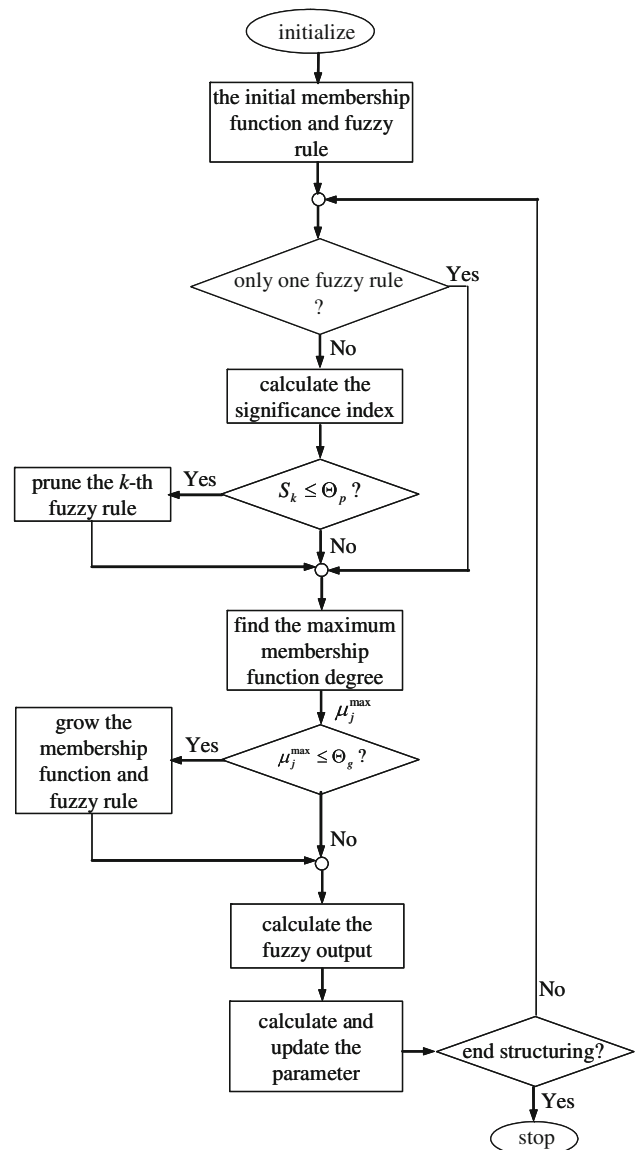 initialize
the initial membership
function and fuzzy
rule
only one fuzzy rule
?
Yes
No
calculate the
significance index
prune the k-th
fuzzy rule
Yes
S_k ≤ Θ_p ?
No
find the maximum
membership
function degree
μ_j^max
grow the
membership
function and
fuzzy rule
Yes
μ_j^max ≤ Θ_g ?
No
calculate the
fuzzy output
calculate and
update the
parameter
No
end structuring?
Yes
stop